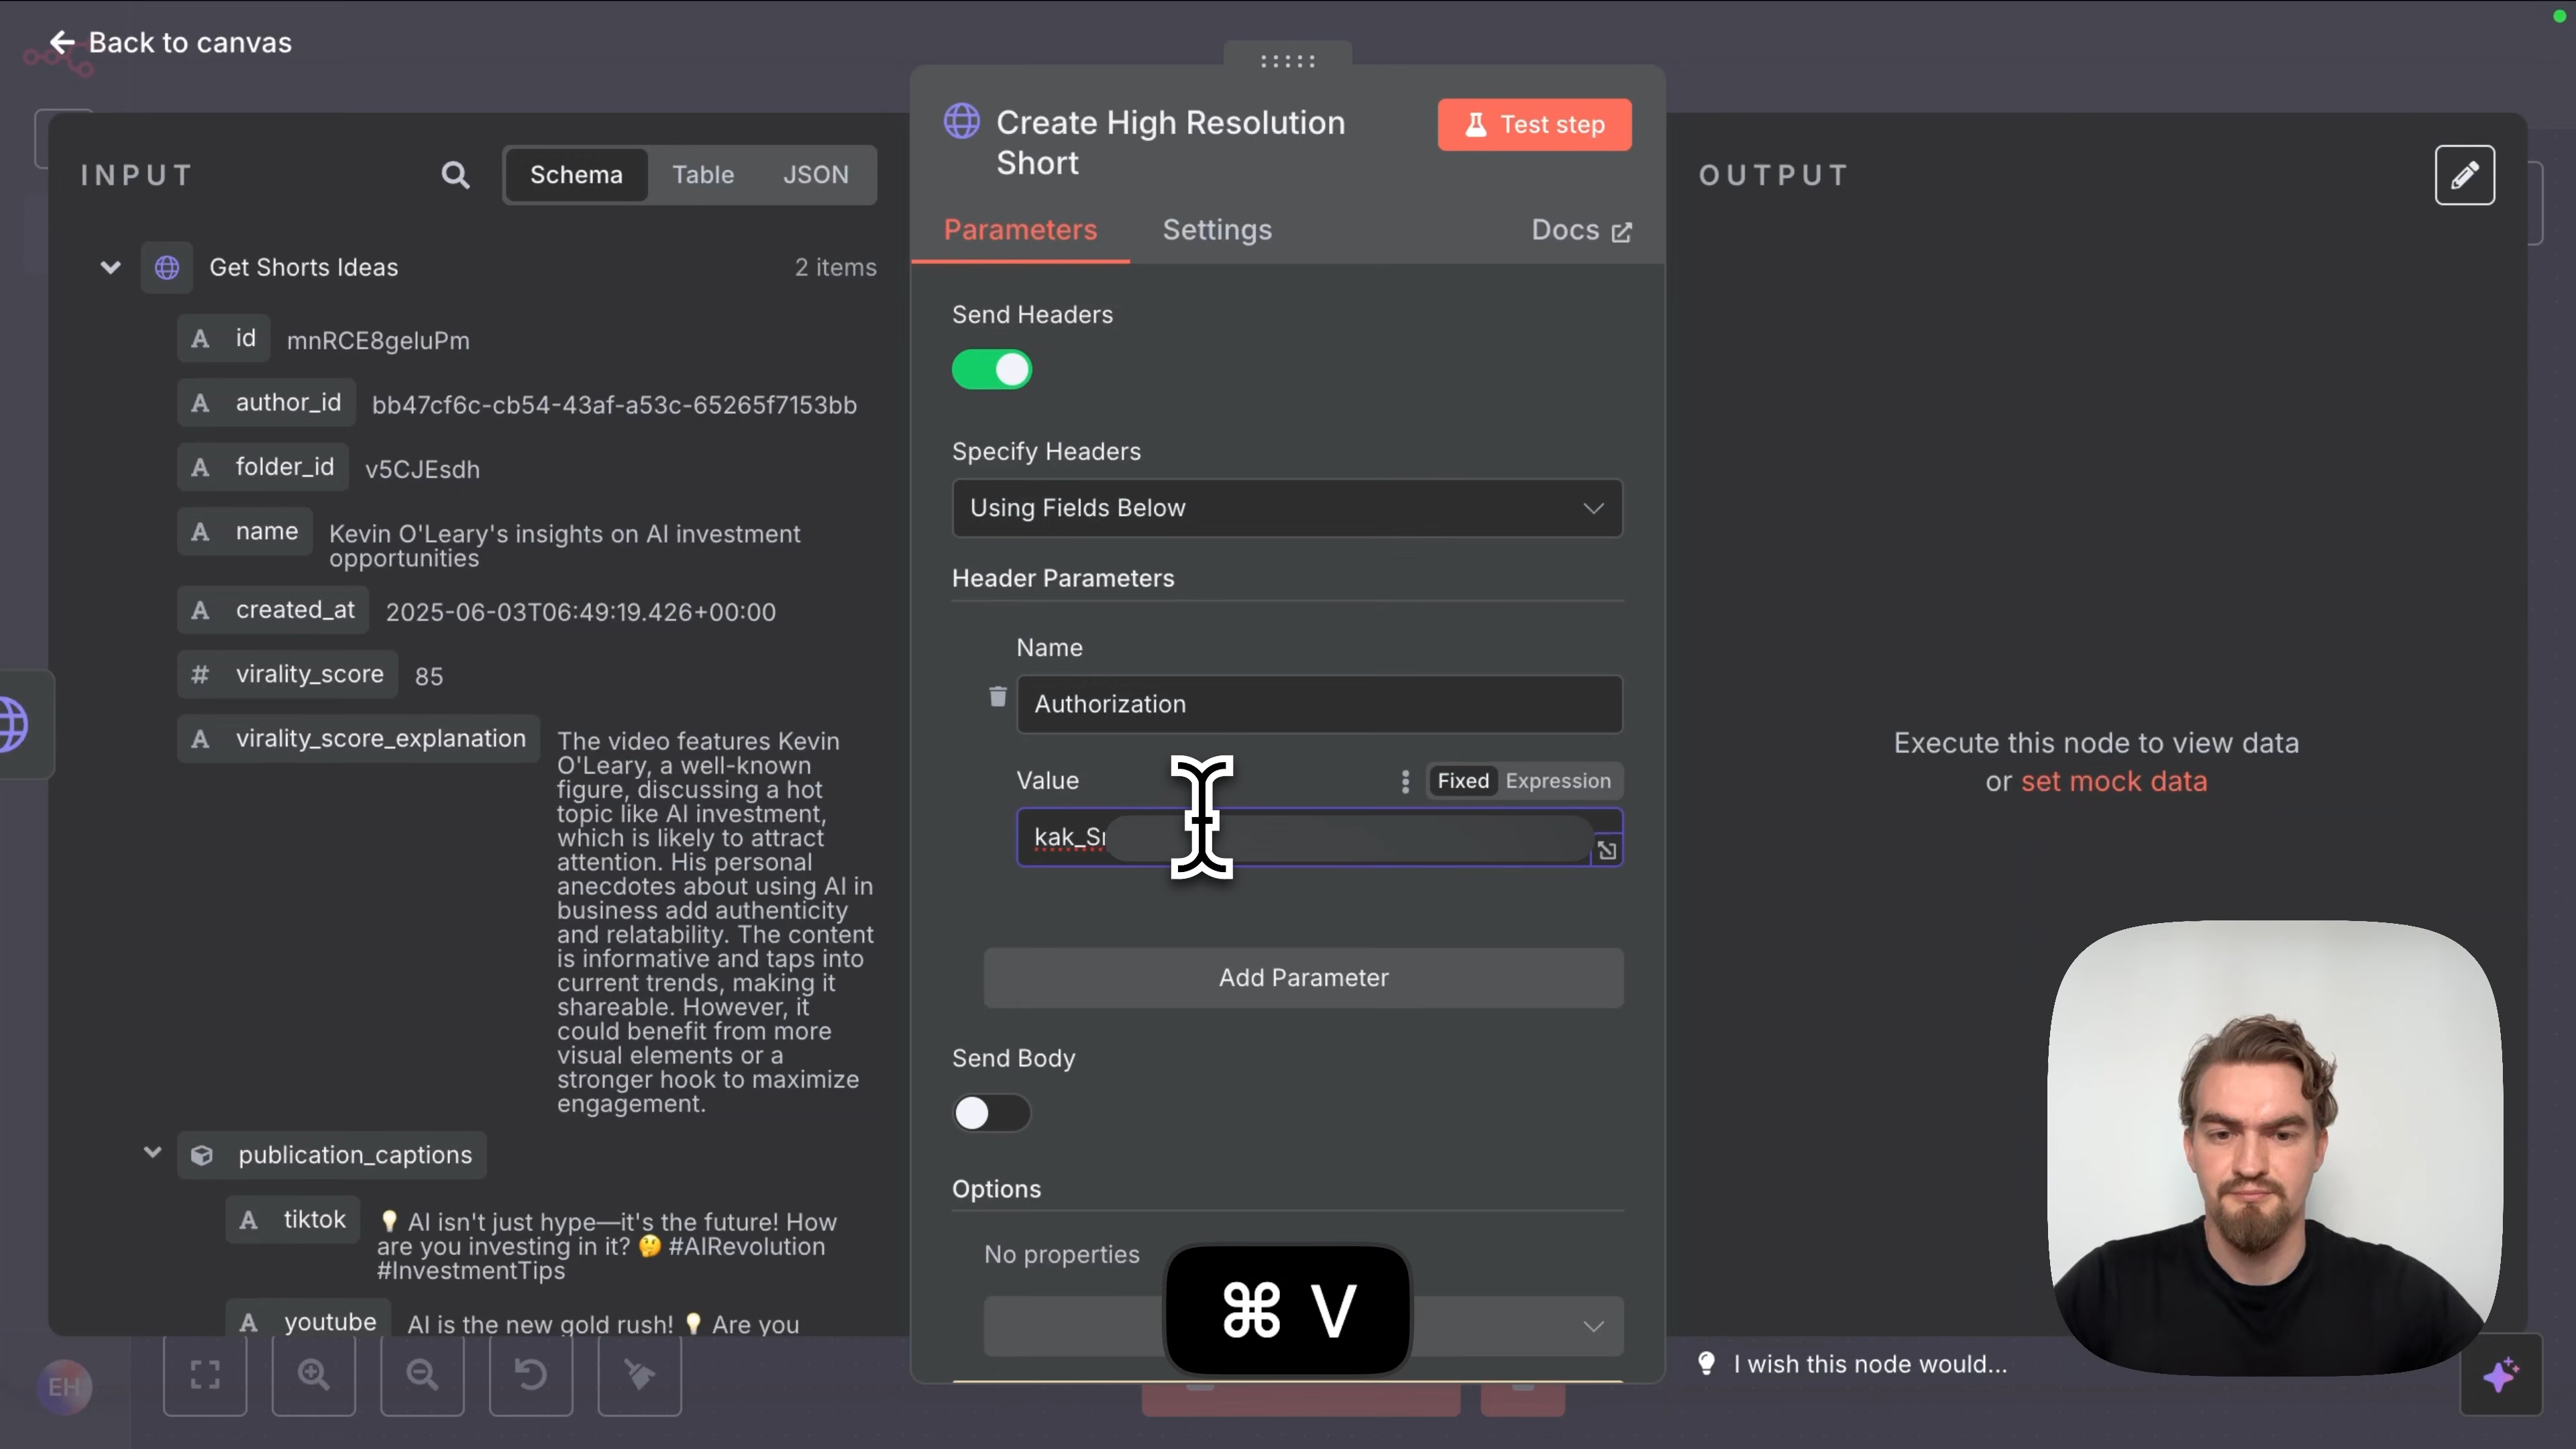 Back to canvas
INPUT
Schema
Table
JSON
Get Shorts Ideas
2 items
A id mnRCE8geluPm
A author_id bb47cf6c-cb54-43af-a53c-65265f7153bb
A folder_id v5CJEsdh
A name Kevin O'Leary's insights on AI investment
opportunities
A created_at 2025-06-03T06:49:19.426+00:00
# virality_score 85
A virality_score_explanation The video features Kevin
O'Leary, a well-known
figure, discussing a hot
topic like AI investment,
which is likely to attract
attention. His personal
anecdotes about using AI in
business add authenticity
and relatability. The content
is informative and taps into
current trends, making it
shareable. However, it
could benefit from more
visual elements or a
stronger hook to maximize
engagement.
publication_captions
A tiktok 💡 AI isn't just hype—it's the future! How
are you investing in it? 🤔 #AIRevolution
#InvestmentTips
A youtube AI is the new gold rush! 💡 Are you
EH
Create High Resolution
Short
Test step
Parameters
Settings
Docs
Send Headers
Specify Headers
Using Fields Below
Header Parameters
Name
Authorization
Value
Fixed
Expression
Add Parameter
Send Body
Options
No properties
⌘ V
OUTPUT
Execute this node to view data
or set mock data
I wish this node would...